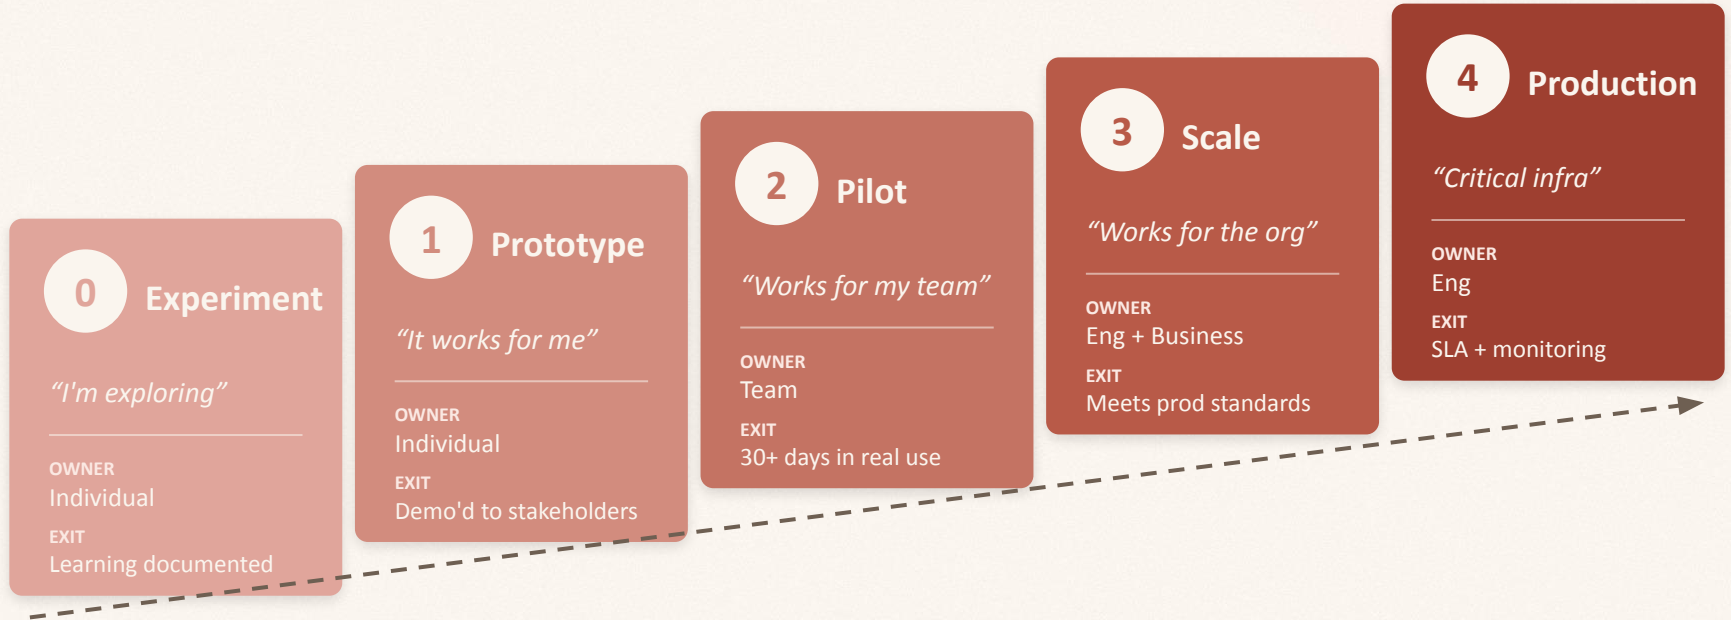 0
Experiment
“I'm exploring”
OWNER
Individual
EXIT
Learning documented
1
Prototype
“It works for me”
OWNER
Individual
EXIT
Demo'd to stakeholders
2
Pilot
“Works for my team”
OWNER
Team
EXIT
30+ days in real use
3
Scale
“Works for the org”
OWNER
Eng + Business
EXIT
Meets prod standards
4
Production
“Critical infra”
OWNER
Eng
EXIT
SLA + monitoring